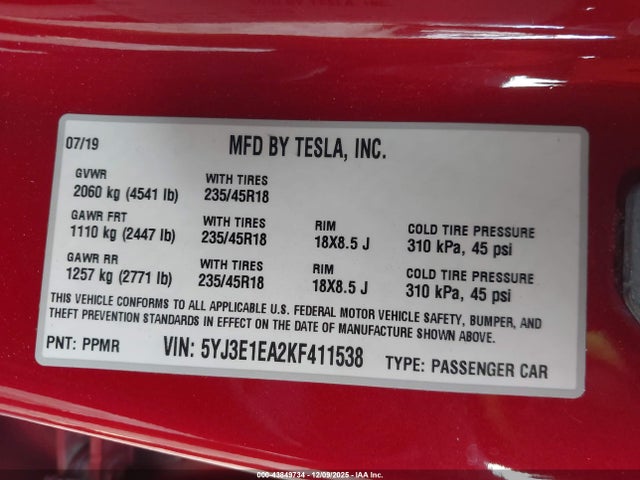 07/19 MFD BY TESLA, INC.
GVWR WITH TIRES
2060 kg (4541 lb) 235/45R18
GAWR FRT WITH TIRES RIM COLD TIRE PRESSURE
1110 kg (2447 lb) 235/45R18 18X8.5 J 310 kPa, 45 psi
GAWR RR WITH TIRES RIM COLD TIRE PRESSURE
1257 kg (2771 lb) 235/45R18 18X8.5 J 310 kPa, 45 psi
THIS VEHICLE CONFORMS TO ALL APPLICABLE U.S. FEDERAL MOTOR VEHICLE SAFETY, BUMPER, AND
THEFT PREVENTION STANDARDS IN EFFECT ON THE DATE OF MANUFACTURE SHOWN ABOVE.
PNT: PPMR VIN: 5YJ3E1EA2KF411538 TYPE: PASSENGER CAR
000-43849734 - 12/09/2025 - IAA Inc.